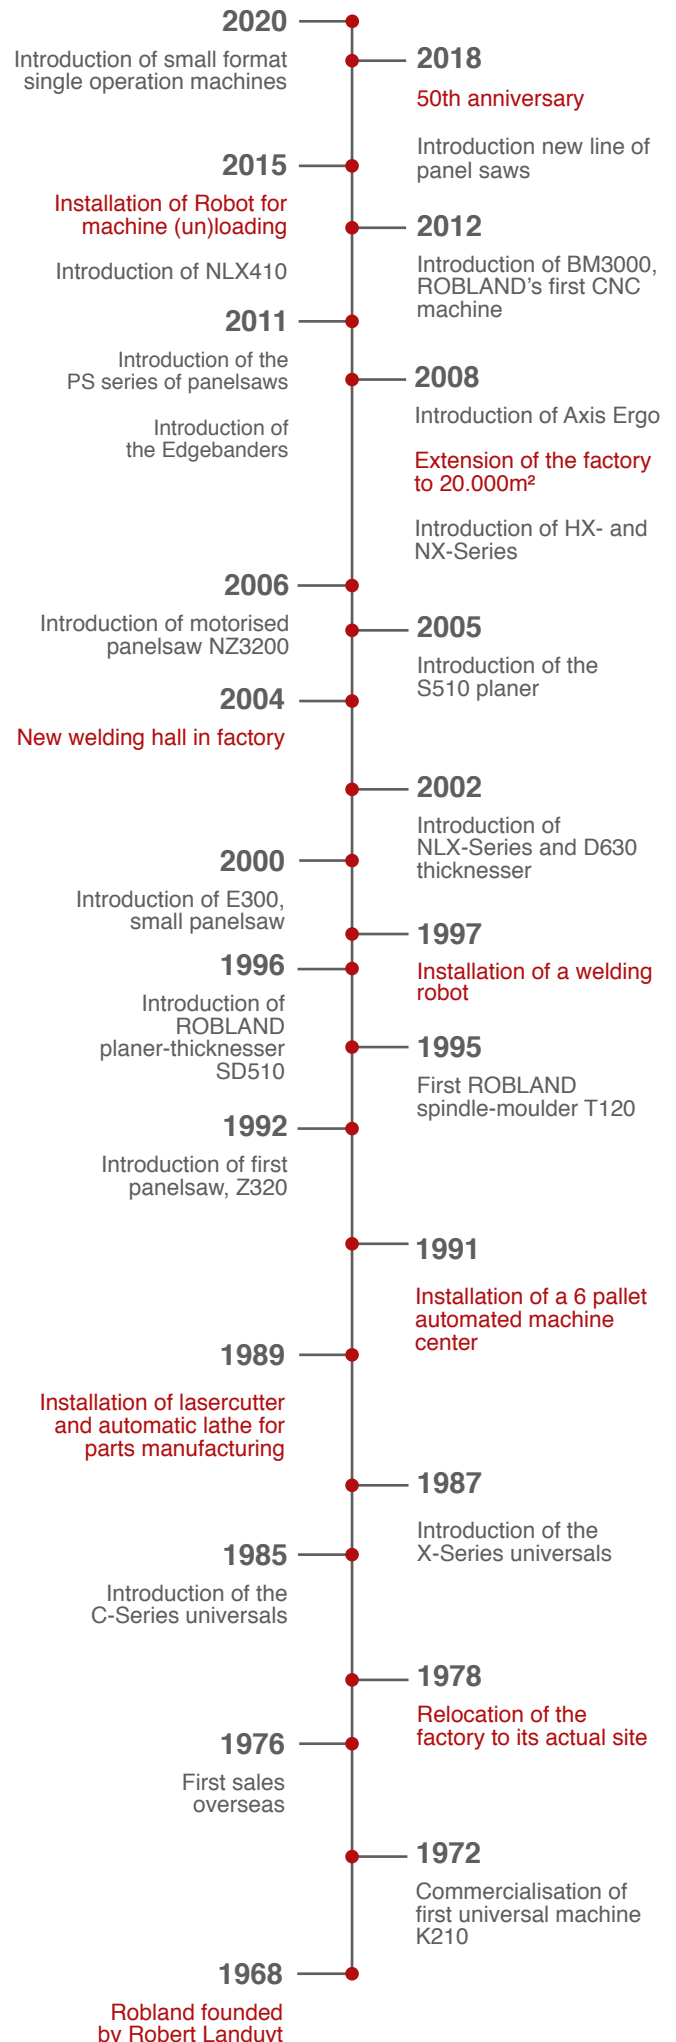 2020
Introduction of small format
single operation machines
2018
50th anniversary
Introduction new line of
panel saws
2015
Installation of Robot for
machine (un)loading
Introduction of NLX410
2012
Introduction of BM3000,
ROBLAND's first CNC
machine
2011
Introduction of the
PS series of panelsaws
Introduction of
the Edgebanders
2008
Introduction of Axis Ergo
Extension of the factory
to 20.000m²
Introduction of HX- and
NX-Series
2006
Introduction of motorised
panelsaw NZ3200
2005
Introduction of the
S510 planer
2004
New welding hall in factory
2002
Introduction of
NLX-Series and D630
thicknesser
2000
Introduction of E300,
small panelsaw
1997
Installation of a welding
robot
1996
Introduction of
ROBLAND
planer-thicknesser
SD510
1995
First ROBLAND
spindle-moulder T120
1992
Introduction of first
panelsaw, Z320
1991
Installation of a 6 pallet
automated machine
center
1989
Installation of lasercutter
and automatic lathe for
parts manufacturing
1987
Introduction of the
X-Series universals
1985
Introduction of the
C-Series universals
1978
Relocation of the
factory to its actual site
1976
First sales
overseas
1972
Commercialisation of
first universal machine
K210
1968
Robland founded
by Robert Landuyt